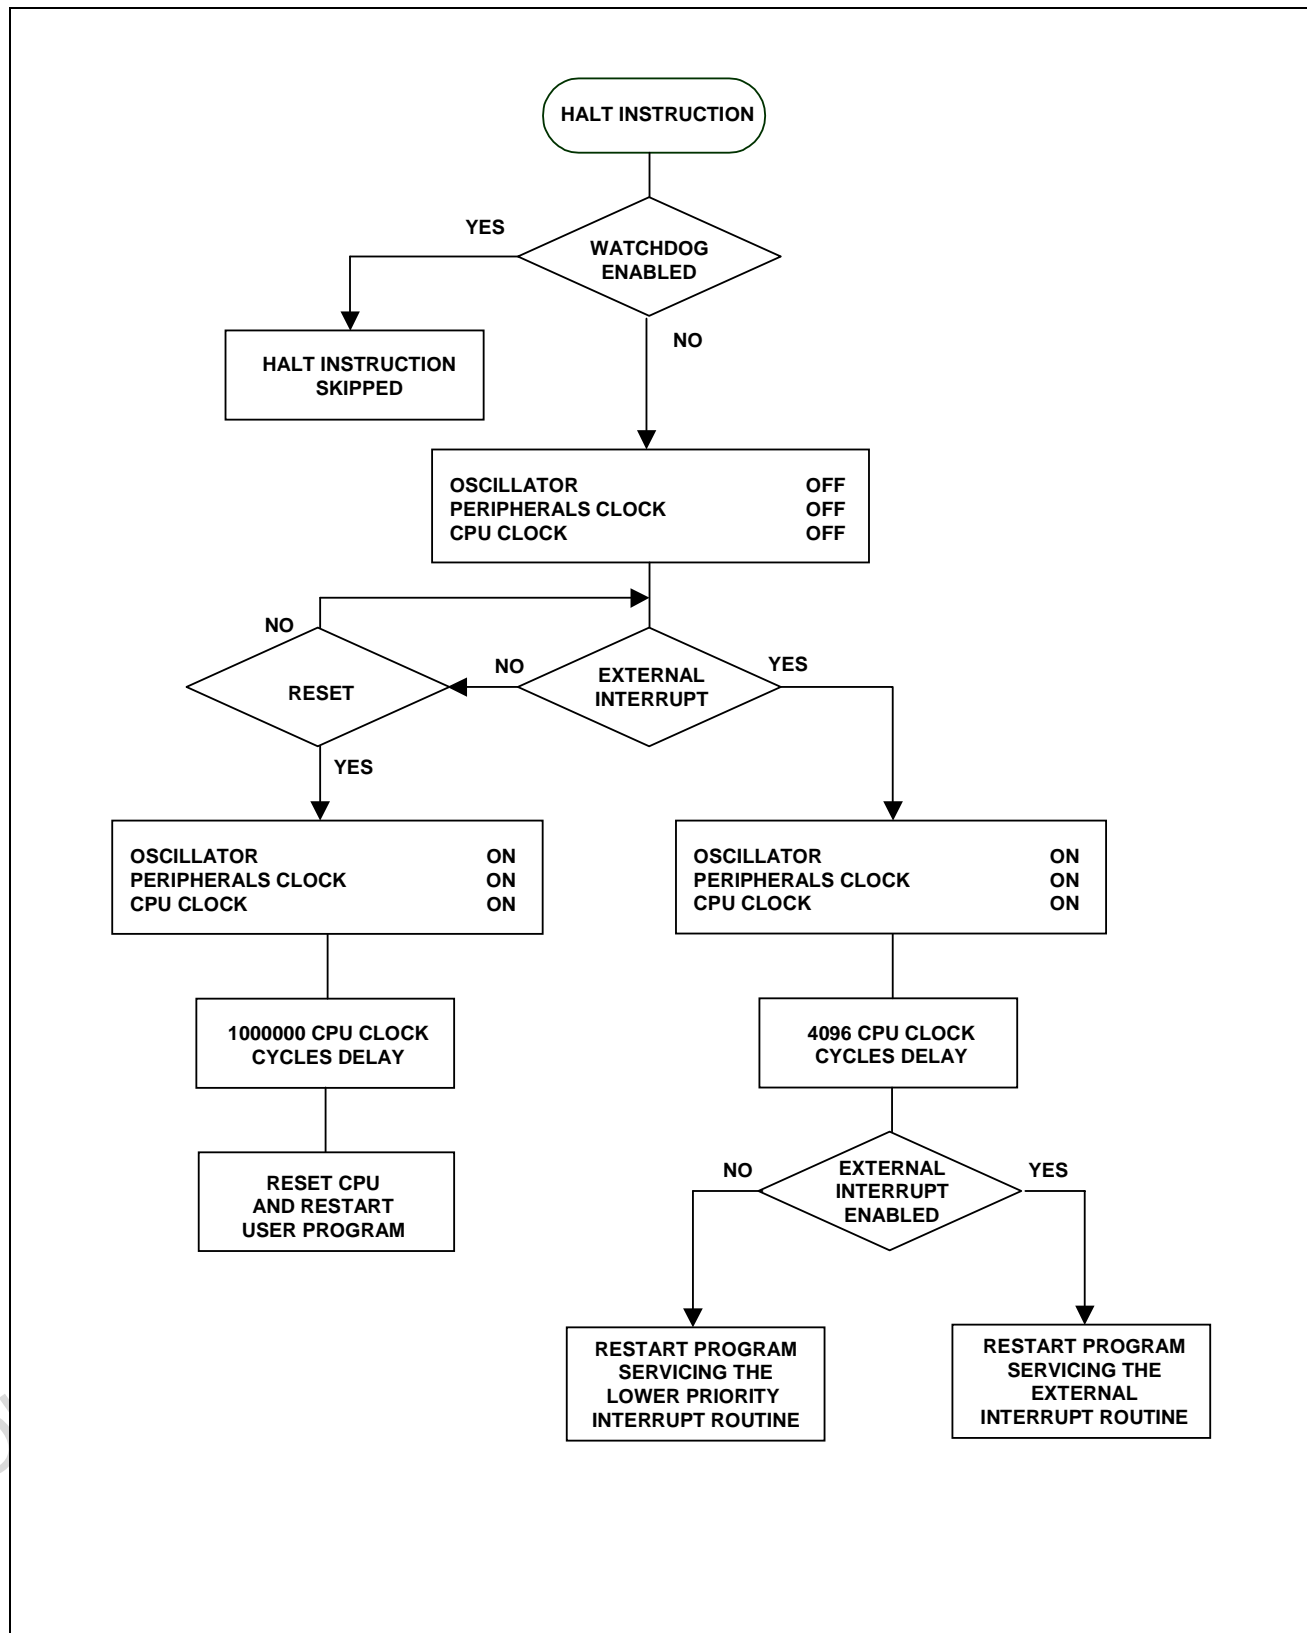 HALT INSTRUCTION
YES
WATCHDOG
ENABLED
NO
HALT INSTRUCTION
SKIPPED
OSCILLATOR OFF
PERIPHERALS CLOCK OFF
CPU CLOCK OFF
NO
RESET
NO
EXTERNAL
INTERRUPT
YES
YES
OSCILLATOR ON
PERIPHERALS CLOCK ON
CPU CLOCK ON
OSCILLATOR ON
PERIPHERALS CLOCK ON
CPU CLOCK ON
1000000 CPU CLOCK
CYCLES DELAY
4096 CPU CLOCK
CYCLES DELAY
RESET CPU
AND RESTART
USER PROGRAM
NO
EXTERNAL
INTERRUPT
ENABLED
YES
RESTART PROGRAM
SERVICING THE
LOWER PRIORITY
INTERRUPT ROUTINE
RESTART PROGRAM
SERVICING THE
EXTERNAL
INTERRUPT ROUTINE